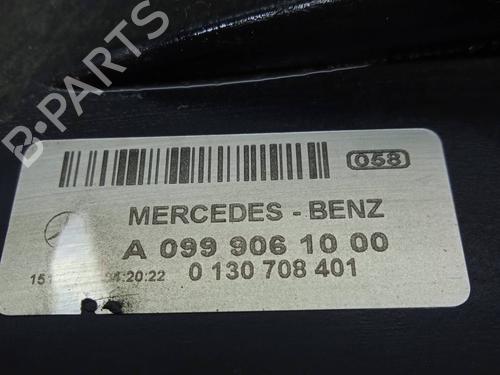 B-PARTS
058
MERCEDES - BENZ
A 099 906 10 00
0 130 708 401
:20:22